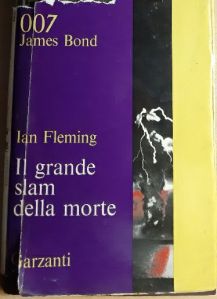 007
James Bond
Ian Fleming
Il grande
slam
della morte
Garzanti